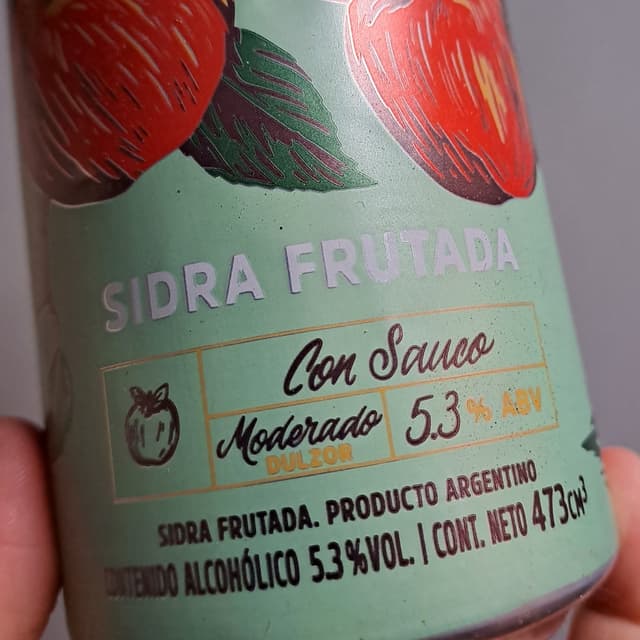 SIDRA FRUTADA
Con Sauco
Moderado
DULZOR
5.3 % ABV
SIDRA FRUTADA. PRODUCTO ARGENTINO
CONTENIDO ALCOHÓLICO 5.3%VOL. | CONT. NETO 473CM³